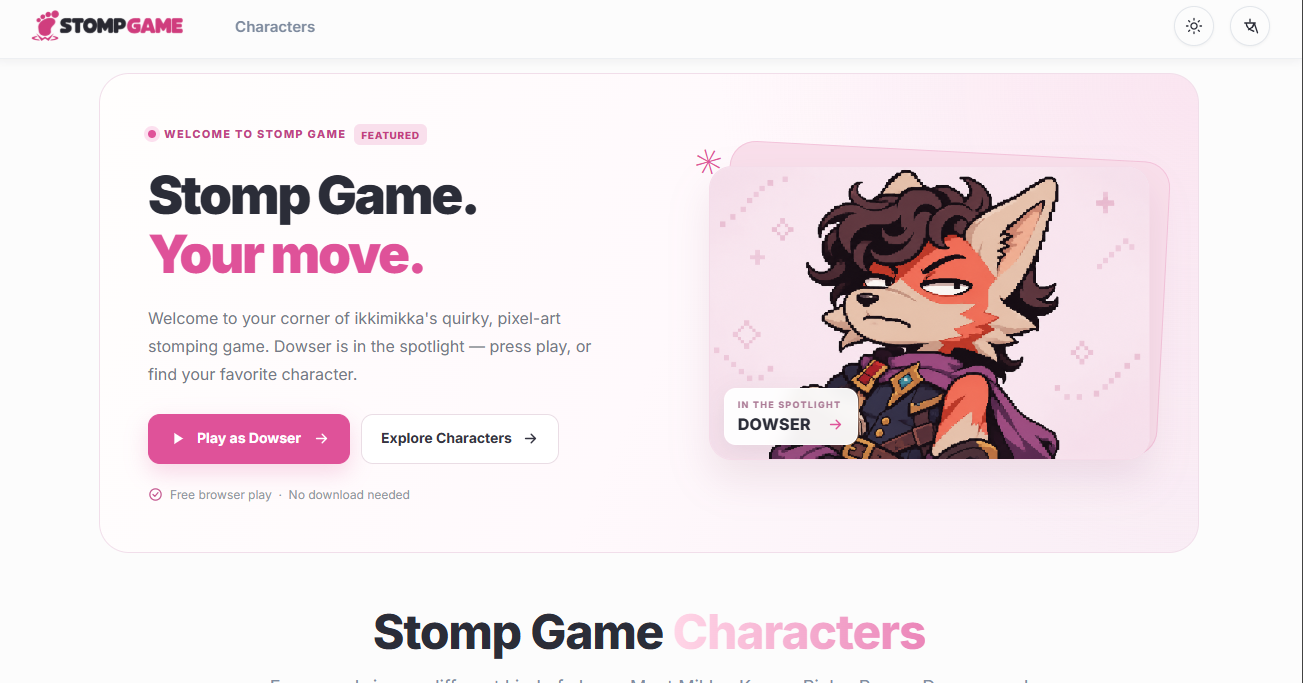 STOMPGAME
Characters
WELCOME TO STOMP GAME
FEATURED
Stomp Game.
Your move.
Welcome to your corner of ikkimikka's quirky, pixel-art
stomping game. Dowser is in the spotlight — press play, or
find your favorite character.
Play as Dowser →
Explore Characters →
Free browser play · No download needed
IN THE SPOTLIGHT
DOWSER →
Stomp Game Characters